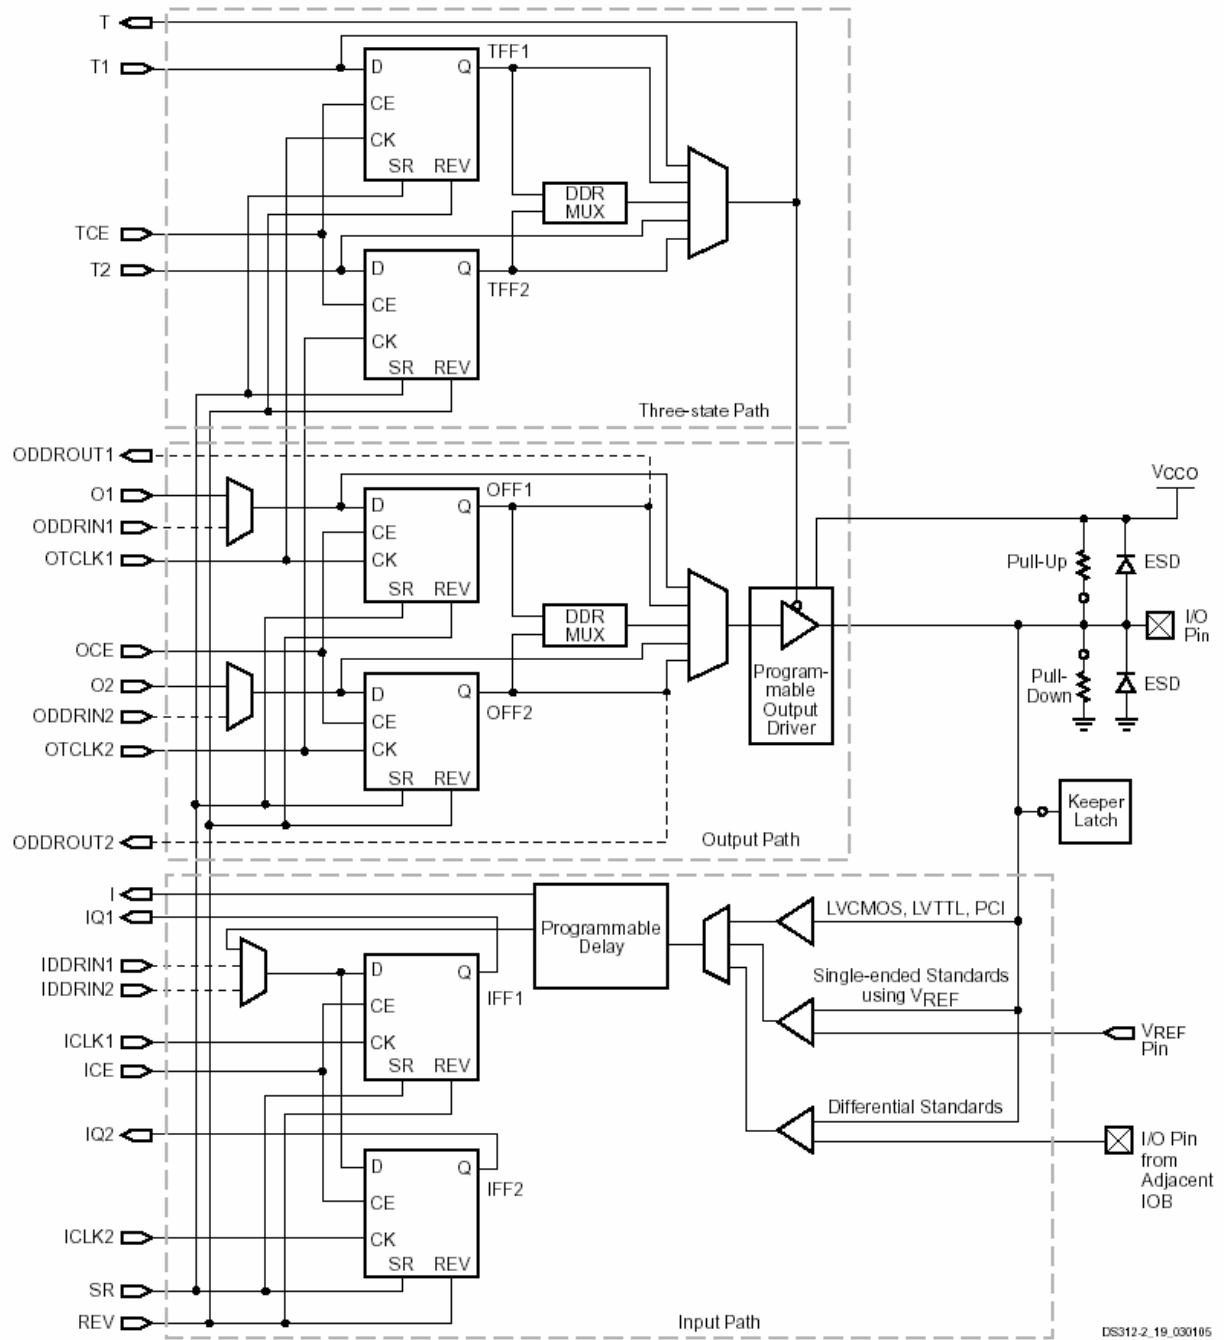 T
T1
TFF1
D
Q
CE
CK
SR REV
DDR
MUX
TCE
T2
D
Q
TFF2
CE
CK
SR REV
Three-state Path
ODDROUT1
O1
OFF1
D
Q
ODDRIN1
CE
OTCLK1
CK
SR REV
DDR
MUX
OCE
O2
D
Q
OFF2
ODDRIN2
CE
OTCLK2
CK
SR REV
ODDROUT2
Output Path
Program-
mable
Output
Driver
VCCO
Pull-Up
ESD
I/O
Pin
Pull-
Down
ESD
Keeper
Latch
I
IQ1
Programmable
Delay
LVCMOS, LVTTL, PCI
IDDRIN1
IDDRIN2
D
Q
IFF1
CE
Single-ended Standards
using VREF
ICLK1
CK
VREF
Pin
ICE
SR REV
Differential Standards
IQ2
I/O Pin
from
Adjacent
IOB
D
Q
IFF2
CE
ICLK2
CK
SR REV
SR
REV
Input Path
DS312-2_19_030105